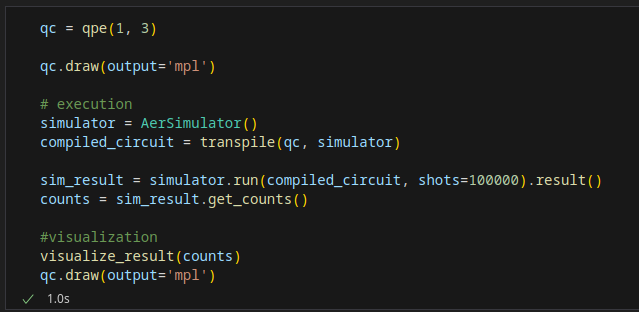 qc = qpe(1, 3)
qc.draw(output='mpl')
# execution
simulator = AerSimulator()
compiled_circuit = transpile(qc, simulator)
sim_result = simulator.run(compiled_circuit, shots=100000).result()
counts = sim_result.get_counts()
#visualization
visualize_result(counts)
qc.draw(output='mpl')
✓ 1.0s